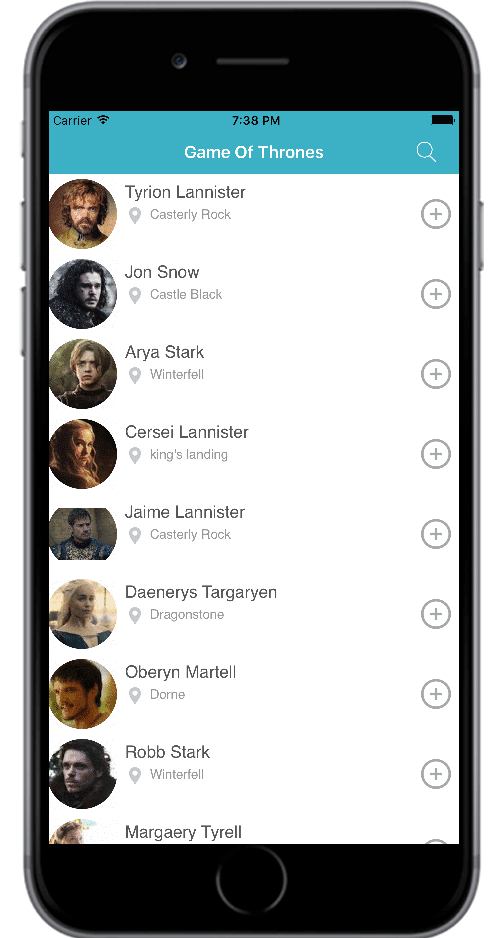 Carrier 7:38 PM
Game Of Thrones
Tyrion Lannister
Casterly Rock
Jon Snow
Castle Black
Arya Stark
Winterfell
Cersei Lannister
king's landing
Jaime Lannister
Casterly Rock
Daenerys Targaryen
Dragonstone
Oberyn Martell
Dorne
Robb Stark
Winterfell
Margaery Tyrell